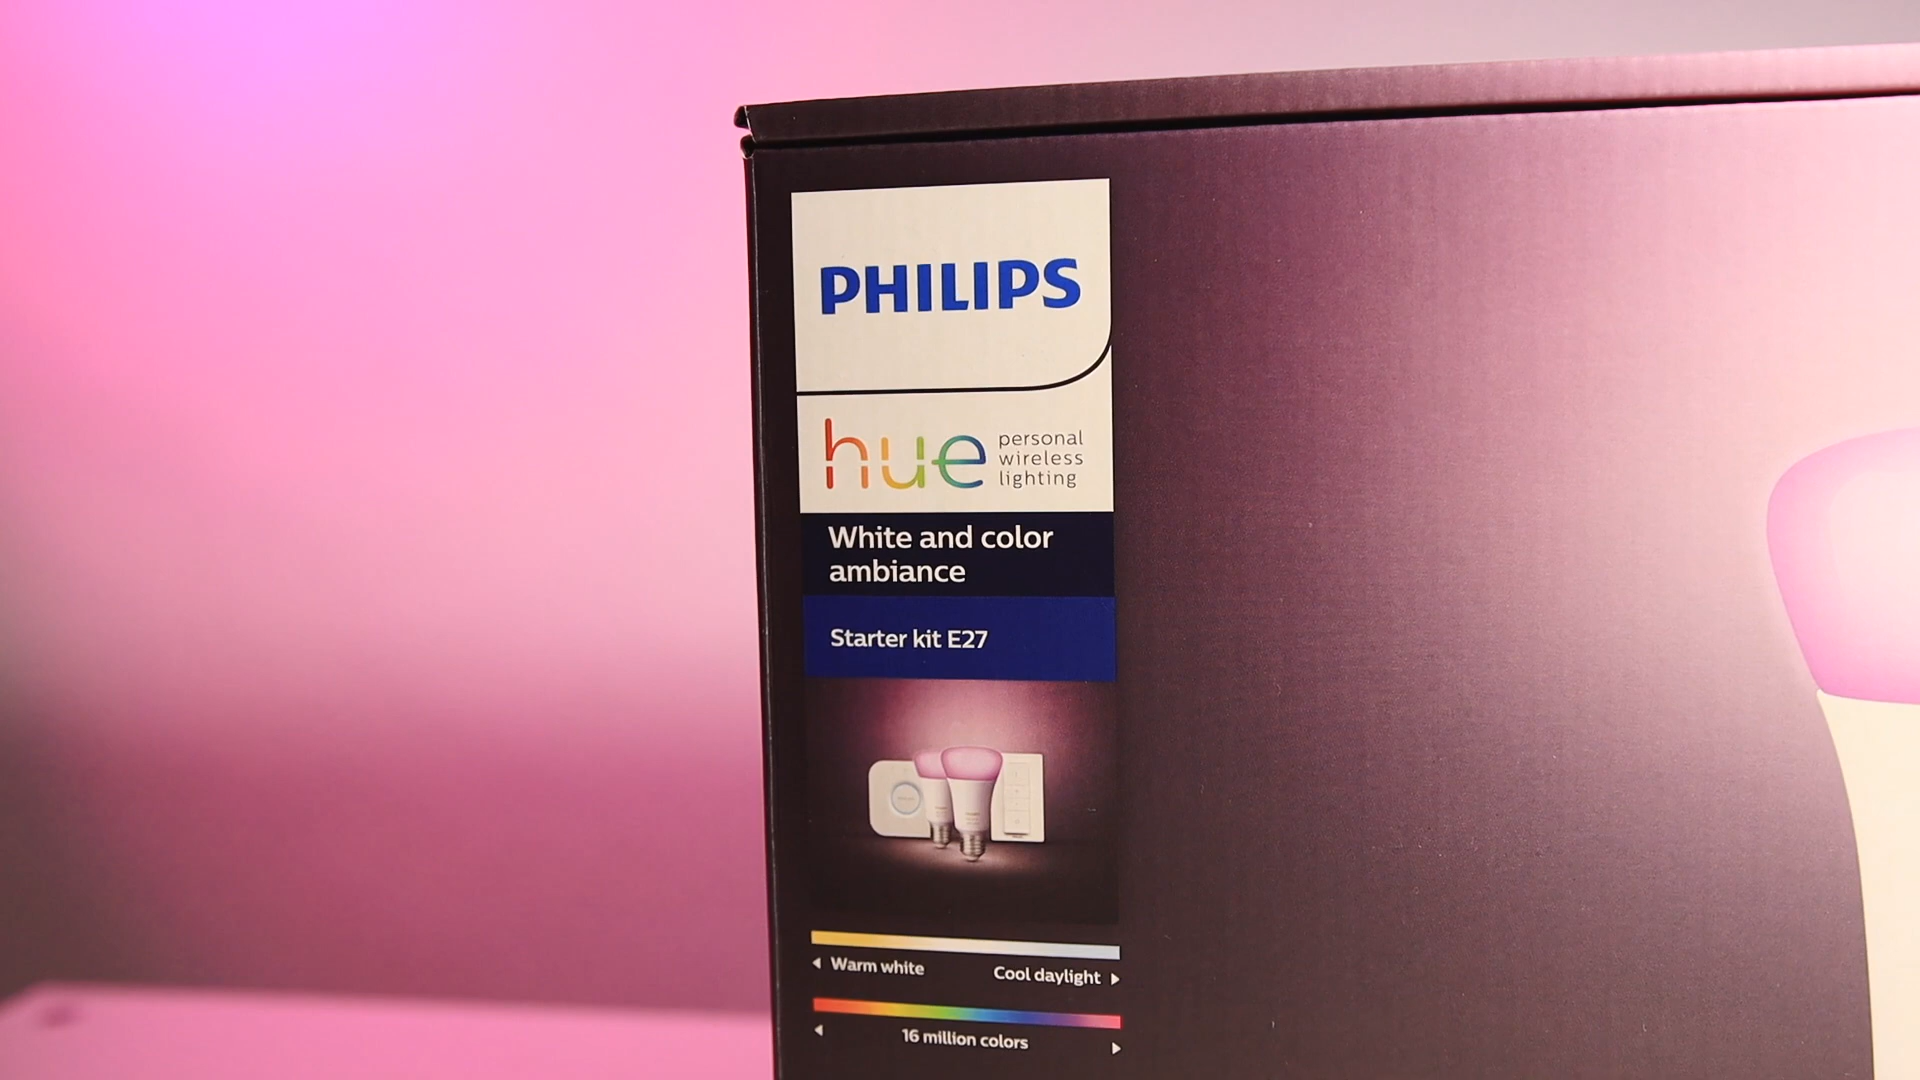 PHILIPS
hue
personal
wireless
lighting
White and color
ambiance
Starter kit E27
Warm white
Cool daylight
16 million colors